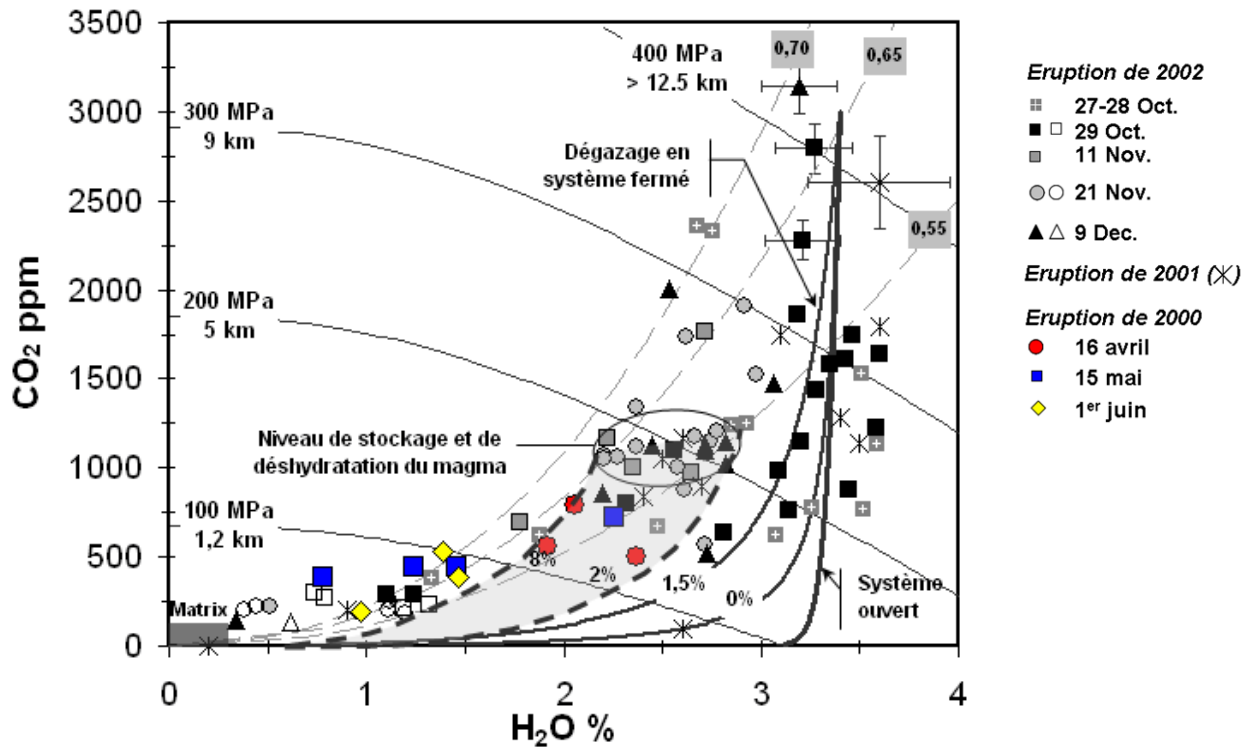 3500
3000
2500
2000
1500
1000
500
0
CO₂ ppm
0
1
2
3
4
H₂O %
400 MPa
> 12.5 km
300 MPa
9 km
200 MPa
5 km
100 MPa
1,2 km
0,70
0,65
0,55
Dégazage en
système fermé
Niveau de stockage et de
déshydratation du magma
8%
2%
1,5%
0%
Système
ouvert
Matrix
Eruption de 2002
27-28 Oct.
29 Oct.
11 Nov.
21 Nov.
9 Dec.
Eruption de 2001 ( )
Eruption de 2000
16 avril
15 mai
1er juin